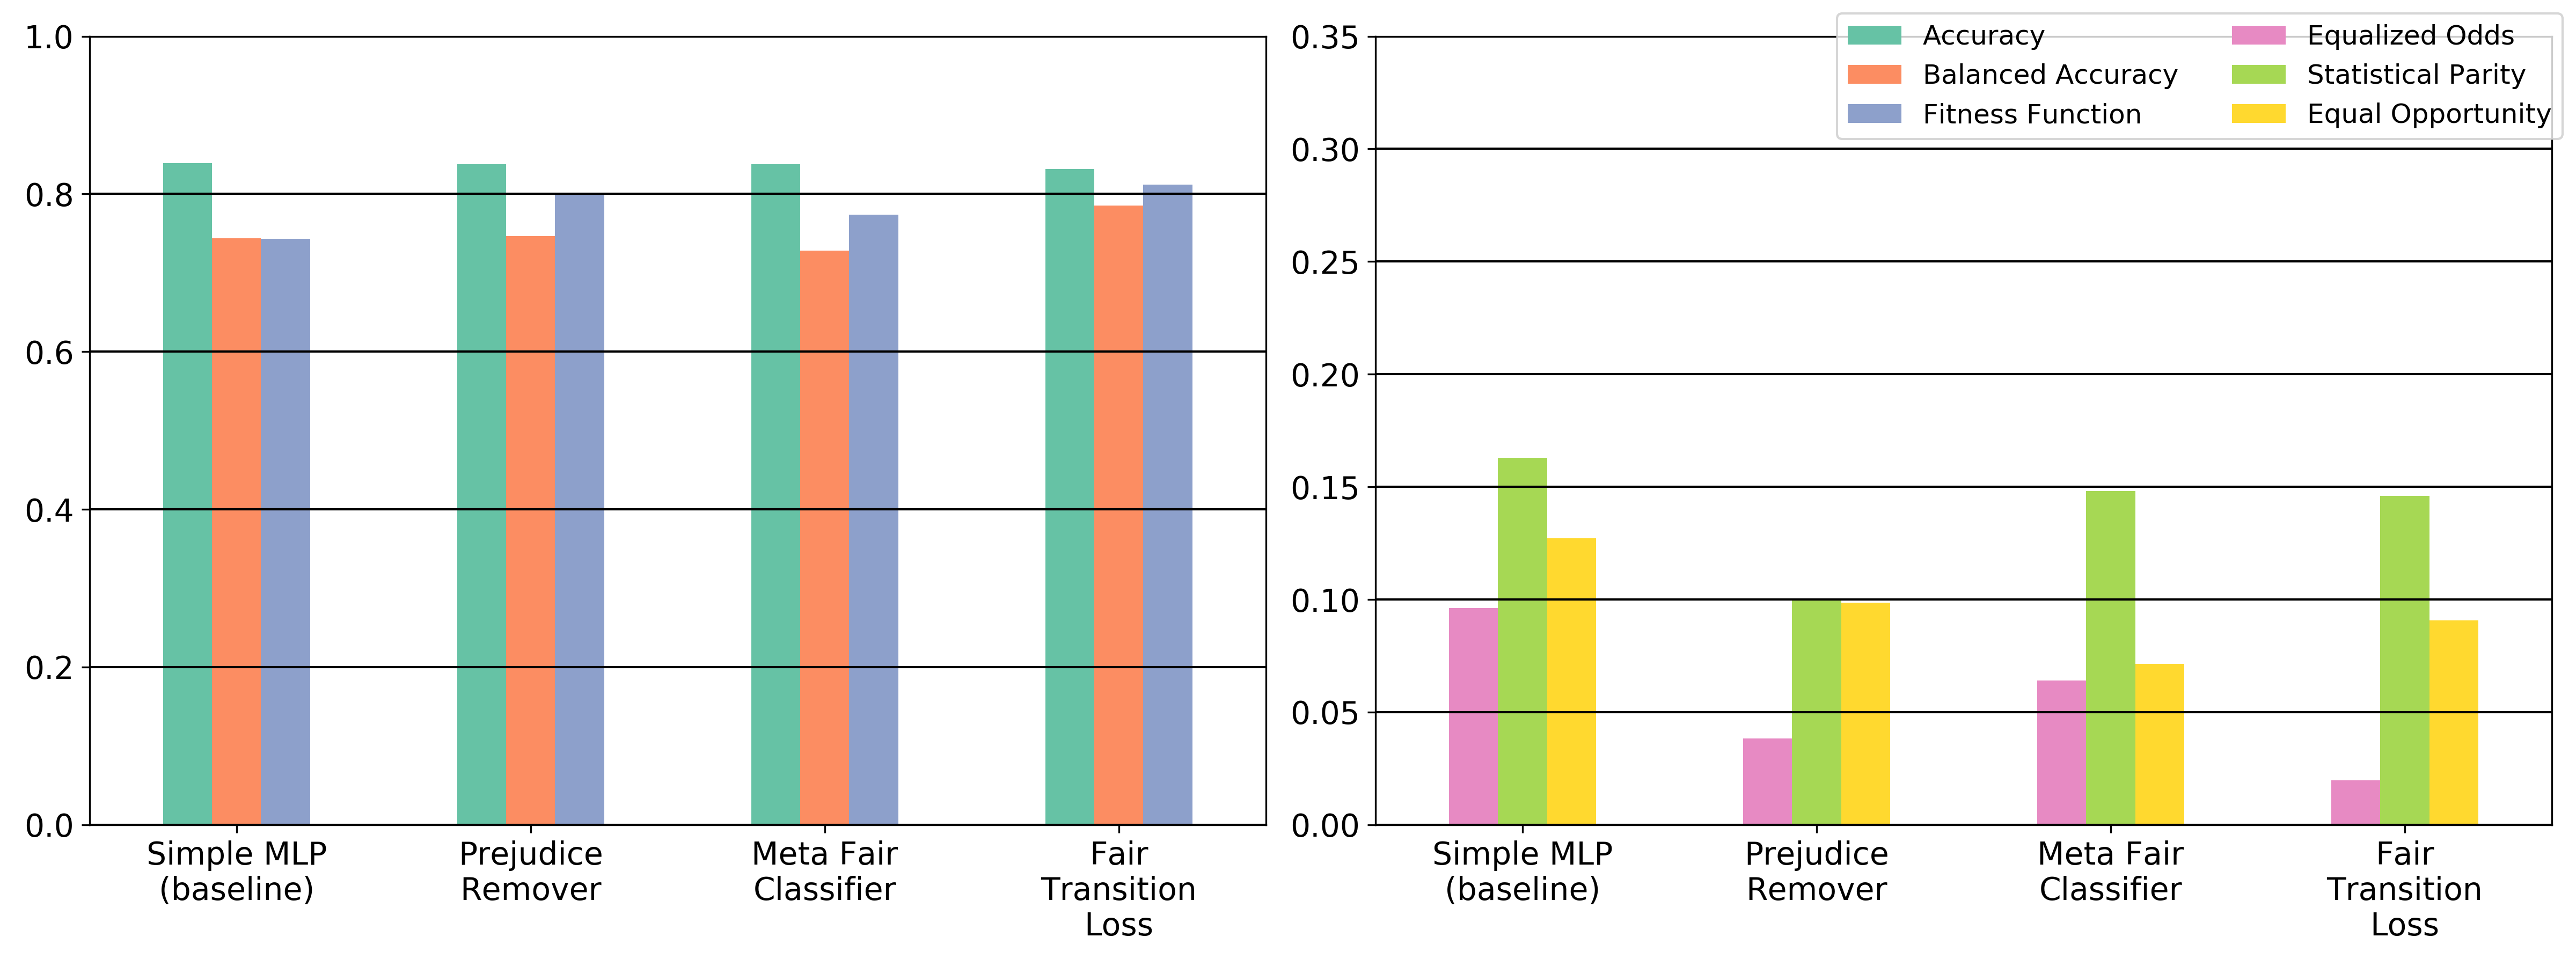 1.0
0.8
0.6
0.4
0.2
0.0
Simple MLP
(baseline)
Prejudice
Remover
Meta Fair
Classifier
Fair
Transition
Loss
0.35
0.30
0.25
0.20
0.15
0.10
0.05
0.00
Accuracy
Balanced Accuracy
Fitness Function
Equalized Odds
Statistical Parity
Equal Opportunity
Simple MLP
(baseline)
Prejudice
Remover
Meta Fair
Classifier
Fair
Transition
Loss